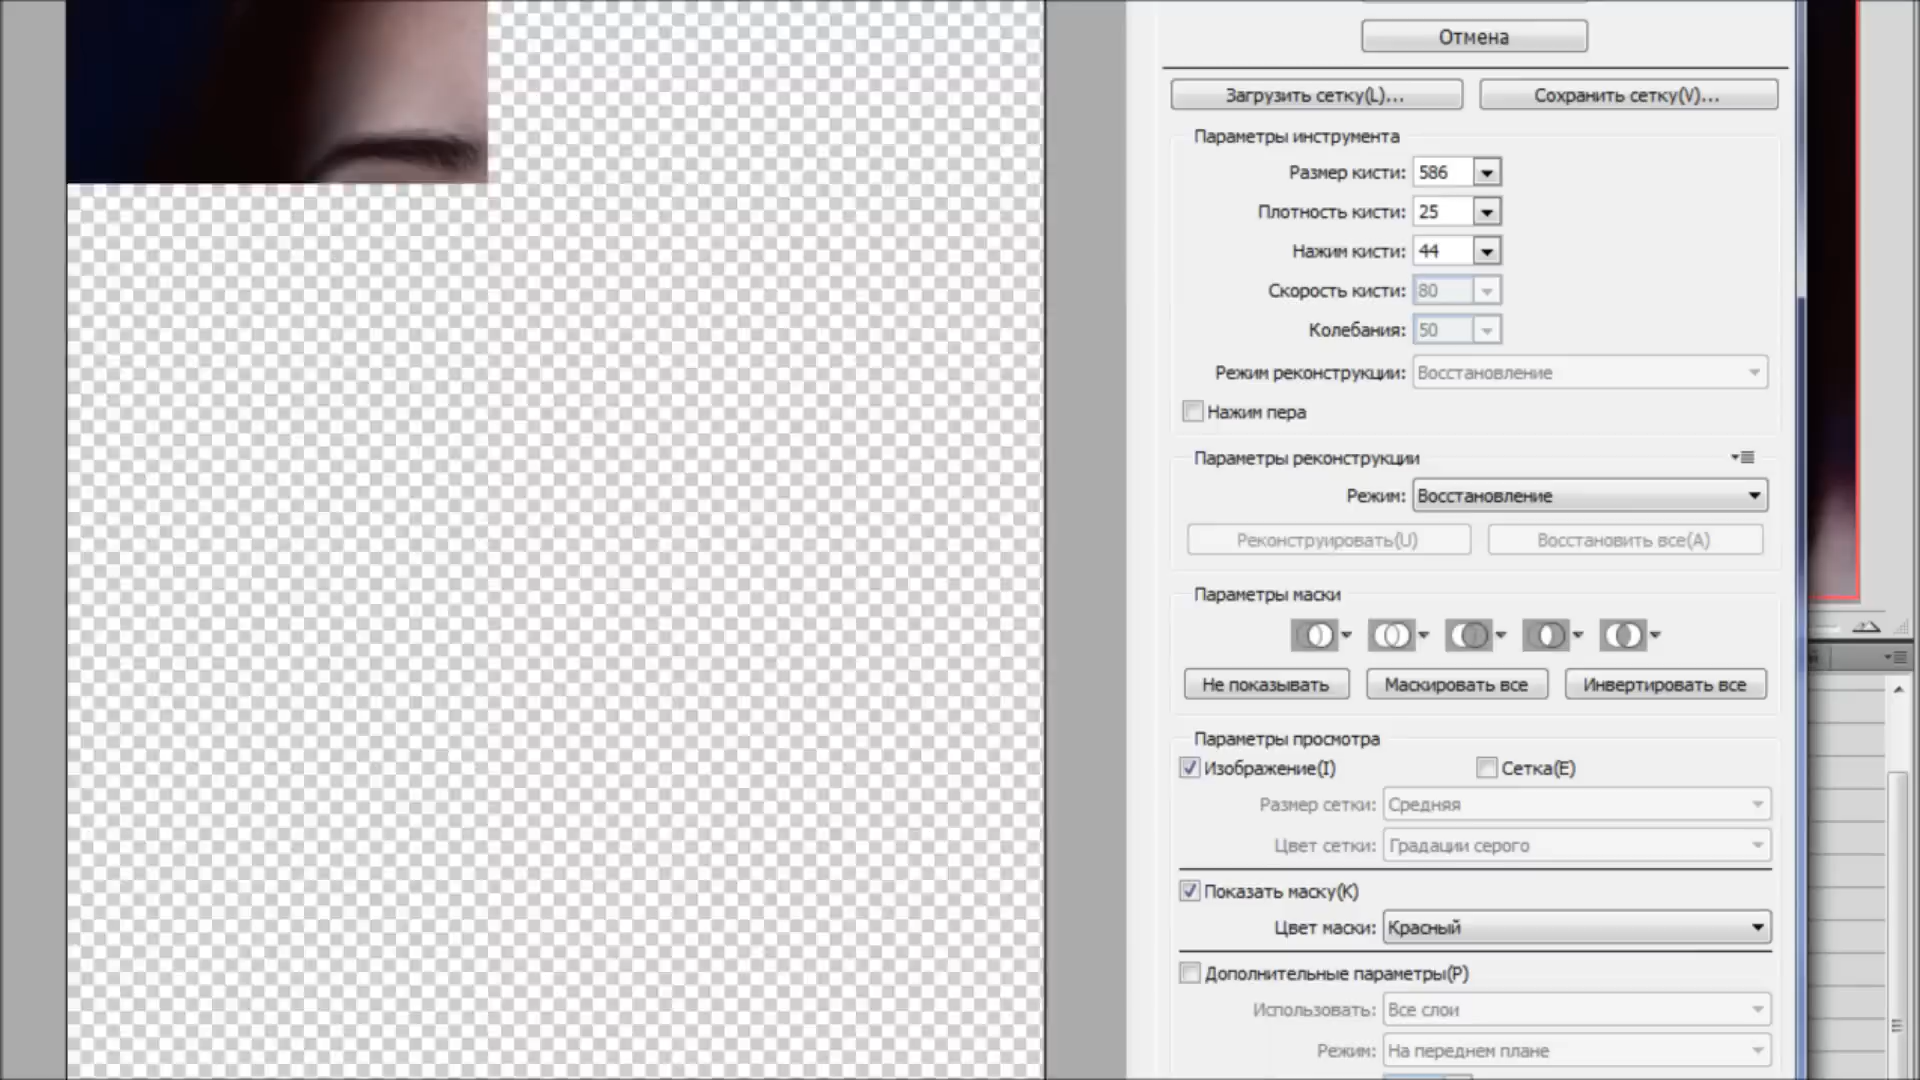 Отмена
Загрузить сетку(L)... Сохранить сетку(V)...
Параметры инструмента
Размер кисти: 586
Плотность кисти: 25
Нажим кисти: 44
Скорость кисти: 80
Колебания: 50
Режим реконструкции: Восстановление
Нажим пера
Параметры реконструкции
Режим: Восстановление
Реконструировать(U) Восстановить все(A)
Параметры маски
Не показывать Маскировать все Инвертировать все
Параметры просмотра
Изображение(I) Сетка(E)
Размер сетки: Средняя
Цвет сетки: Градации серого
Показать маску(K)
Цвет маски: Красный
Дополнительные параметры(P)
Использовать: Все слои
Режим: На переднем плане